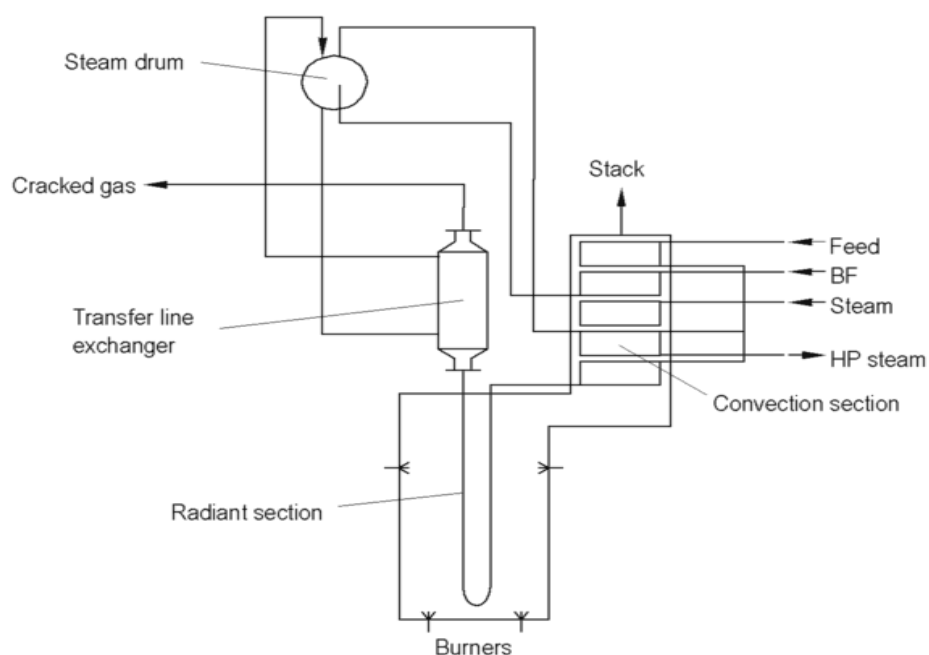 Steam drum
Stack
Cracked gas
Feed
BF
Steam
Transfer line
exchanger
HP steam
Convection section
Radiant section
Burners